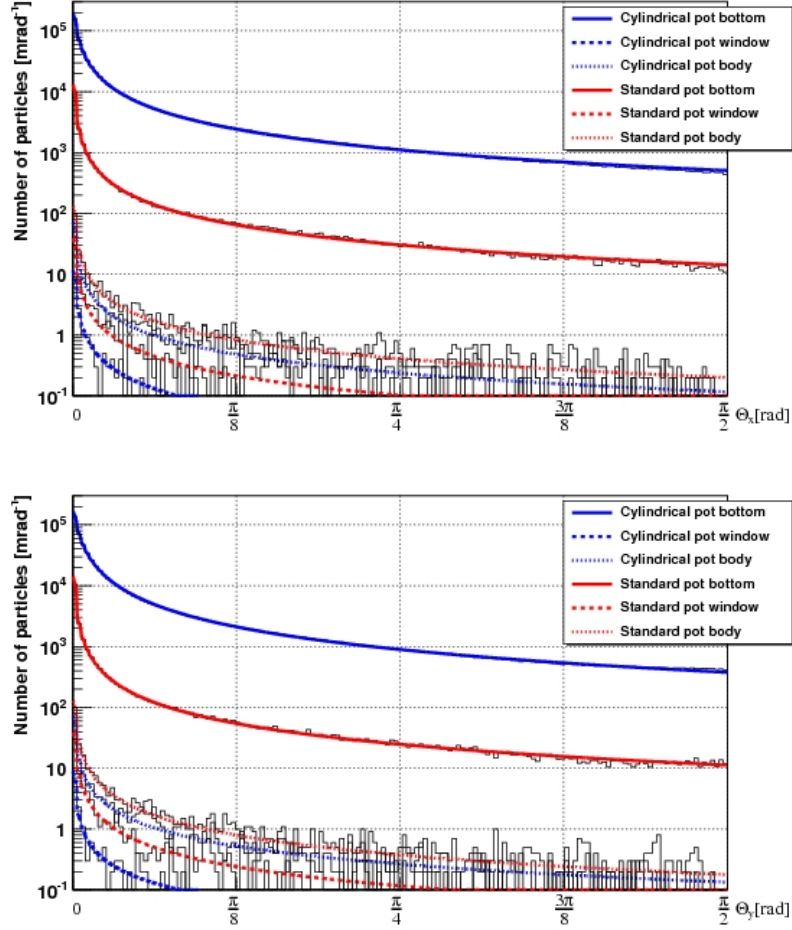 Number of particles [mrad⁻¹]
10⁵
10⁴
10³
10²
10
1
10⁻¹
Cylindrical pot bottom
Cylindrical pot window
Cylindrical pot body
Standard pot bottom
Standard pot window
Standard pot body
0 π/8 π/4 3π/8 π/2 Θx[rad]
Number of particles [mrad⁻¹]
10⁵
10⁴
10³
10²
10
1
10⁻¹
Cylindrical pot bottom
Cylindrical pot window
Cylindrical pot body
Standard pot bottom
Standard pot window
Standard pot body
0 π/8 π/4 3π/8 π/2 Θy[rad]